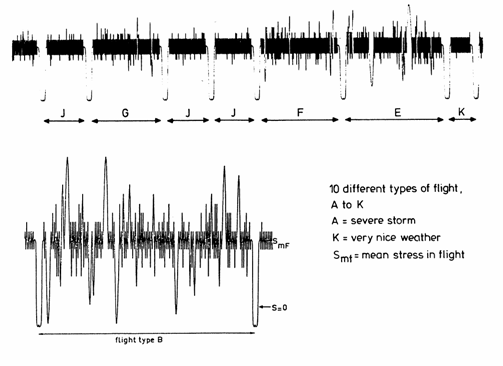 J G J J F E K
10 different types of flight,
A to K
A = severe storm
K = very nice weather
Smf = mean stress in flight
SmF
S=0
flight type B